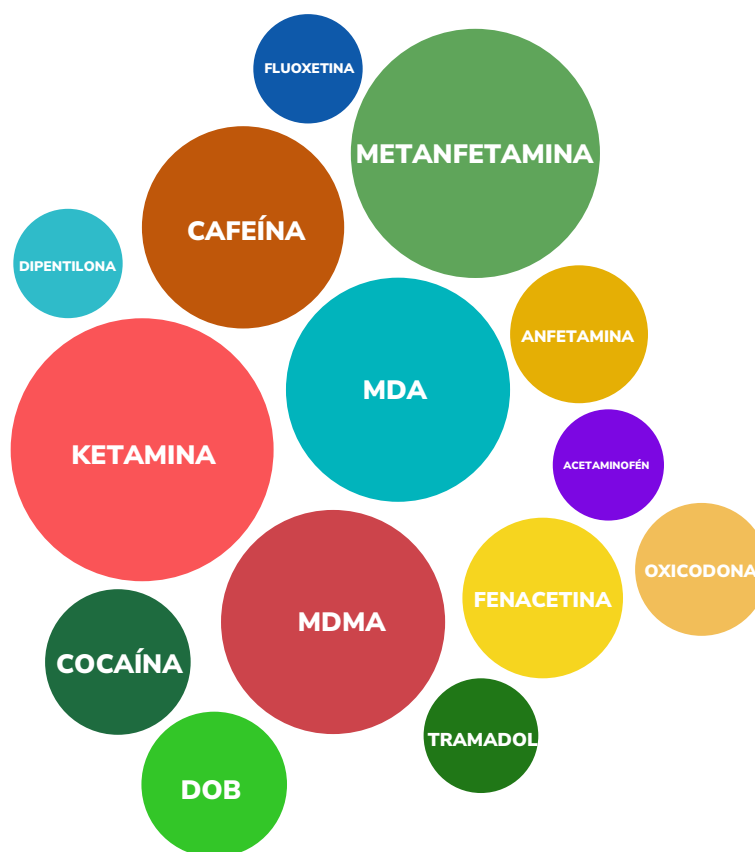 FLUOXETINA
METANFETAMINA
CAFEÍNA
DIPENTILONA
ANFETAMINA
MDA
KETAMINA
ACETAMINOFÉN
OXICODONA
FENACETINA
MDMA
COCAÍNA
TRAMADOL
DOB